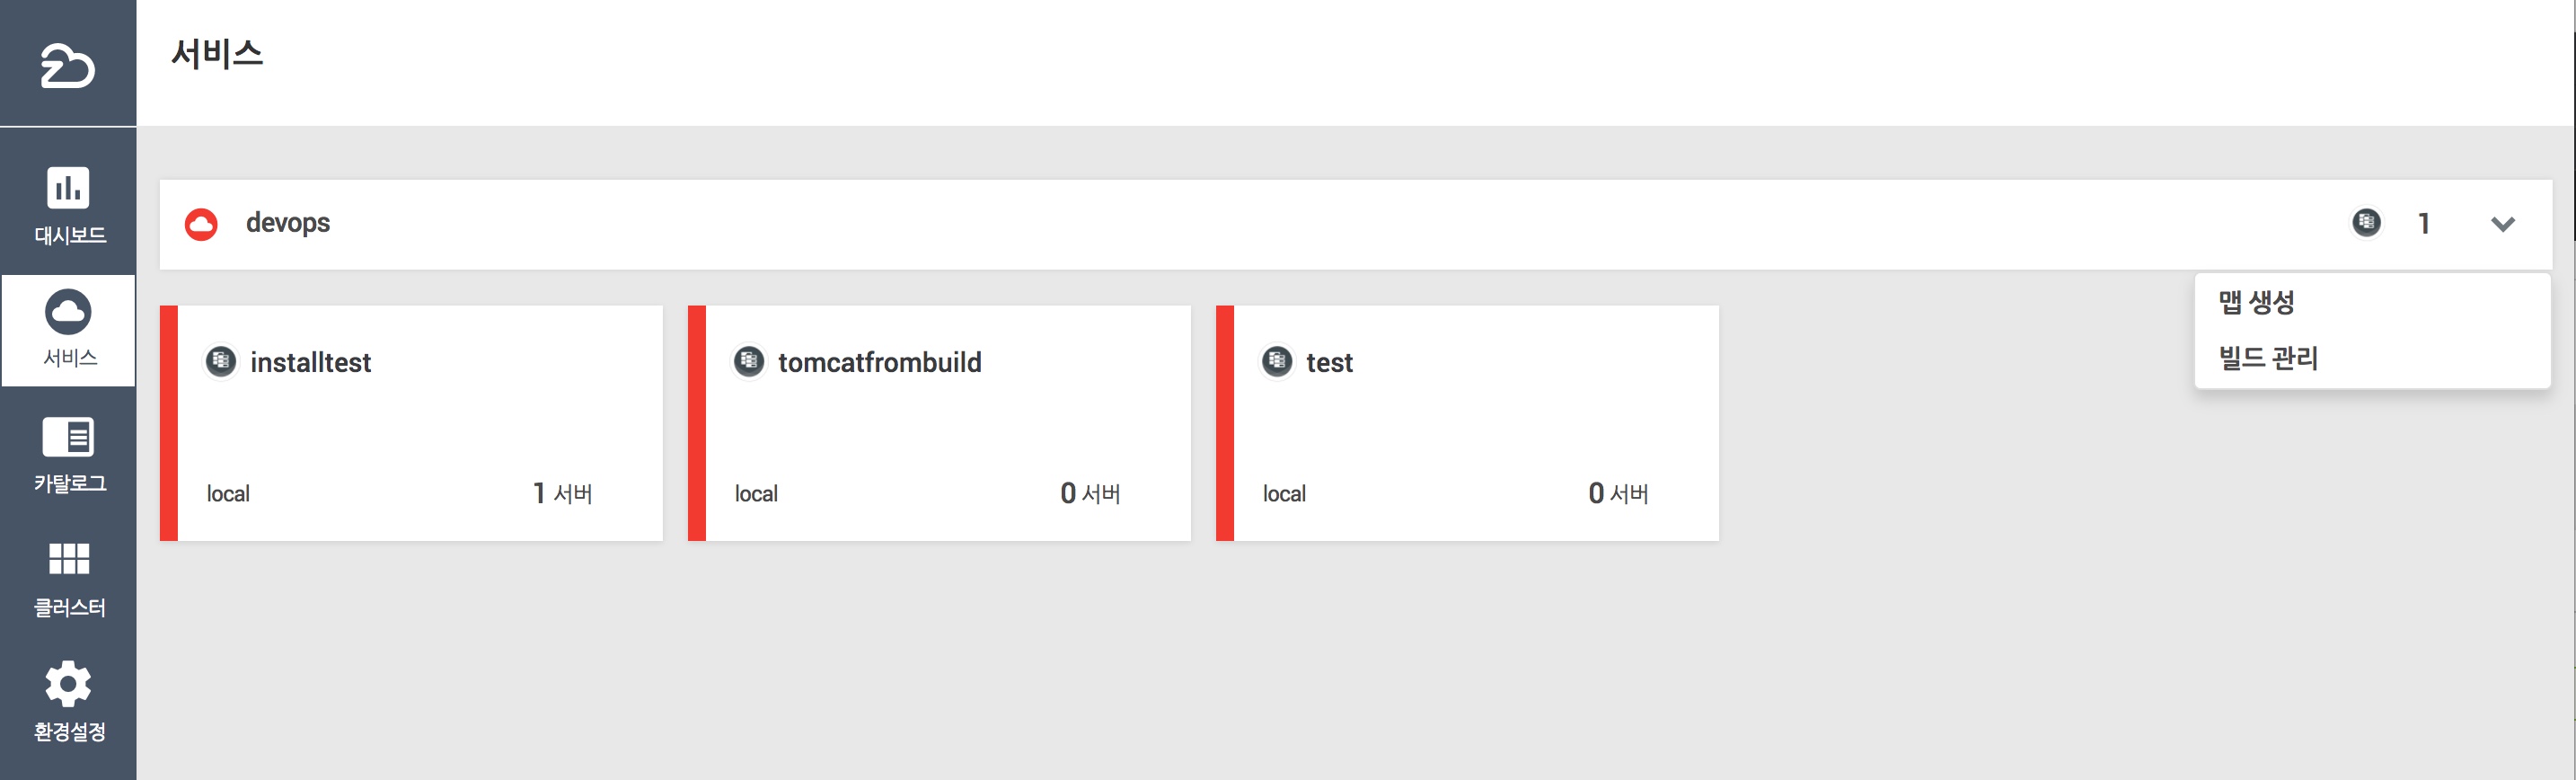 서비스
대시보드
서비스
카탈로그
클러스터
환경설정
devops
1
맵 생성
빌드 관리
installtest
local
1 서버
tomcatfrombuild
local
0 서버
test
local
0 서버